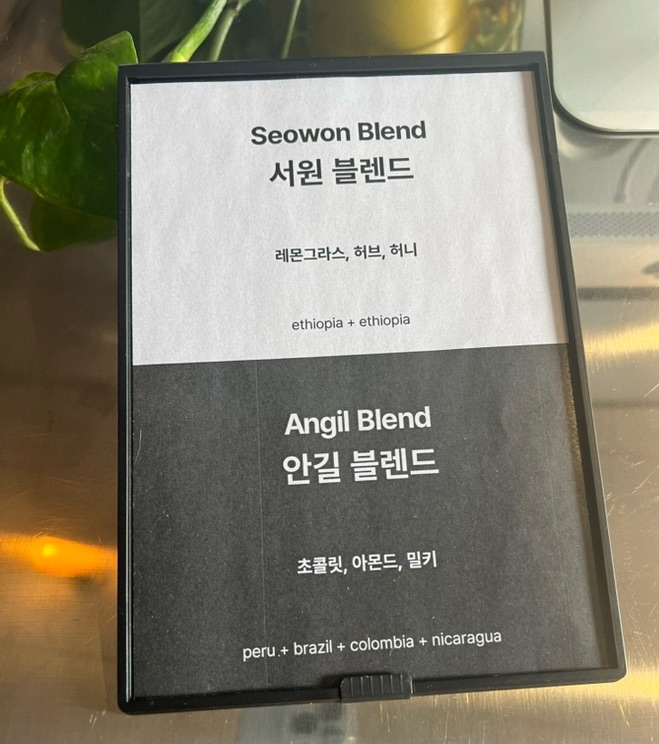 Seowon Blend
서원 블렌드
레몬그라스, 허브, 허니
ethiopia + ethiopia
Angil Blend
안길 블렌드
초콜릿, 아몬드, 밀키
peru + brazil + colombia + nicaragua